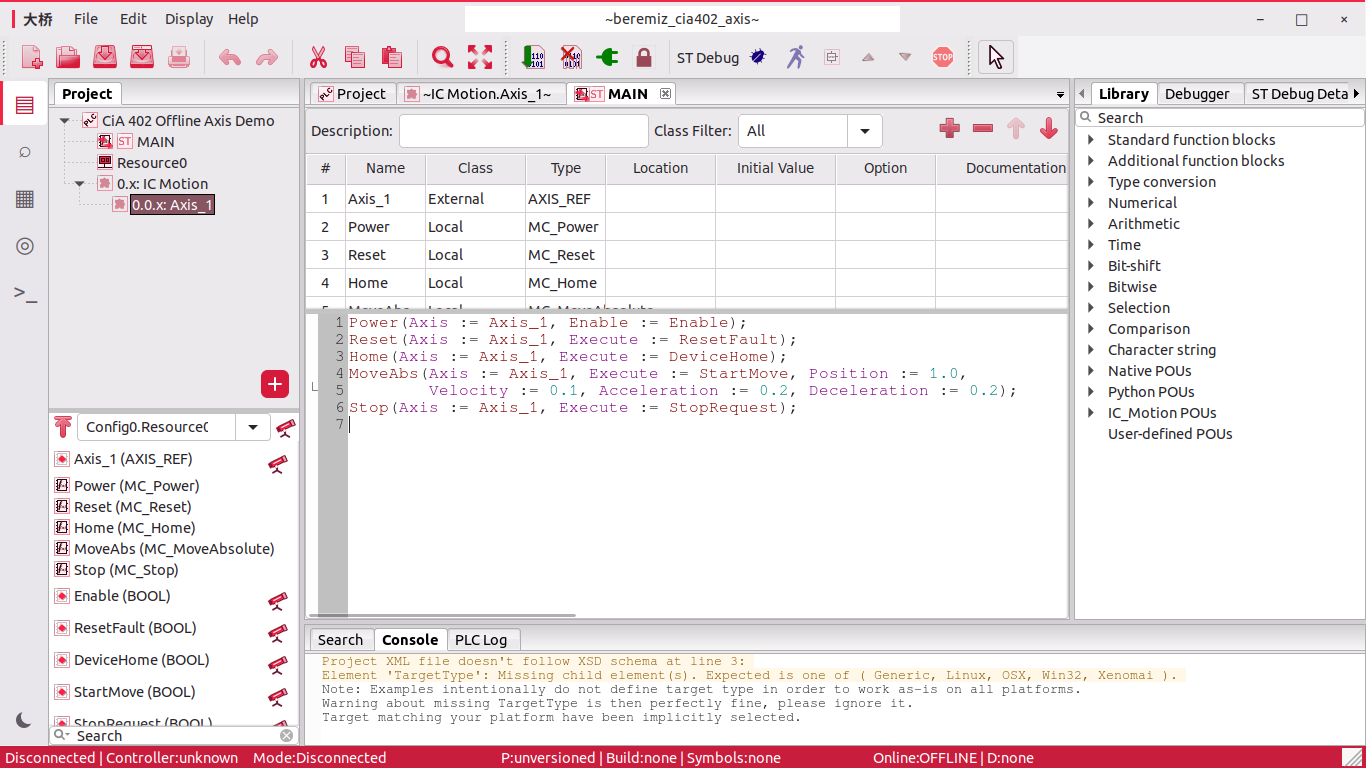 大桥 File Edit Display Help ~beremiz_cia402_axis~
ST Debug STOP
Project
CiA 402 Offline Axis Demo
ST MAIN
Resource0
0.x: IC Motion
0.0.x: Axis_1
Config0.Resource0
Axis_1 (AXIS_REF)
Power (MC_Power)
Reset (MC_Reset)
Home (MC_Home)
MoveAbs (MC_MoveAbsolute)
Stop (MC_Stop)
Enable (BOOL)
ResetFault (BOOL)
DeviceHome (BOOL)
StartMove (BOOL)
StopRequest (BOOL)
Search
Project ~IC Motion.Axis_1~ ST MAIN
Description: Class Filter: All
# Name Class Type Location Initial Value Option Documentation
1 Axis_1 External AXIS_REF
2 Power Local MC_Power
3 Reset Local MC_Reset
4 Home Local MC_Home
5 MoveAbs Local MC_MoveAbsolute
1 Power(Axis := Axis_1, Enable := Enable);
2 Reset(Axis := Axis_1, Execute := ResetFault);
3 Home(Axis := Axis_1, Execute := DeviceHome);
4 MoveAbs(Axis := Axis_1, Execute := StartMove, Position := 1.0,
5 Velocity := 0.1, Acceleration := 0.2, Deceleration := 0.2);
6 Stop(Axis := Axis_1, Execute := StopRequest);
7
Library Debugger ST Debug Deta
Search
Standard function blocks
Additional function blocks
Type conversion
Numerical
Arithmetic
Time
Bit-shift
Bitwise
Selection
Comparison
Character string
Native POUs
Python POUs
IC_Motion POUs
User-defined POUs
Search Console PLC Log
Project XML file doesn't follow XSD schema at line 3:
Element 'TargetType': Missing child element(s). Expected is one of ( Generic, Linux, OSX, Win32, Xenomai ).
Note: Examples intentionally do not define target type in order to work as-is on all platforms.
Warning about missing TargetType is then perfectly fine, please ignore it.
Target matching your platform have been implicitly selected.
Disconnected | Controller:unknown Mode:Disconnected P:unversioned | Build:none | Symbols:none Online:OFFLINE | D:none